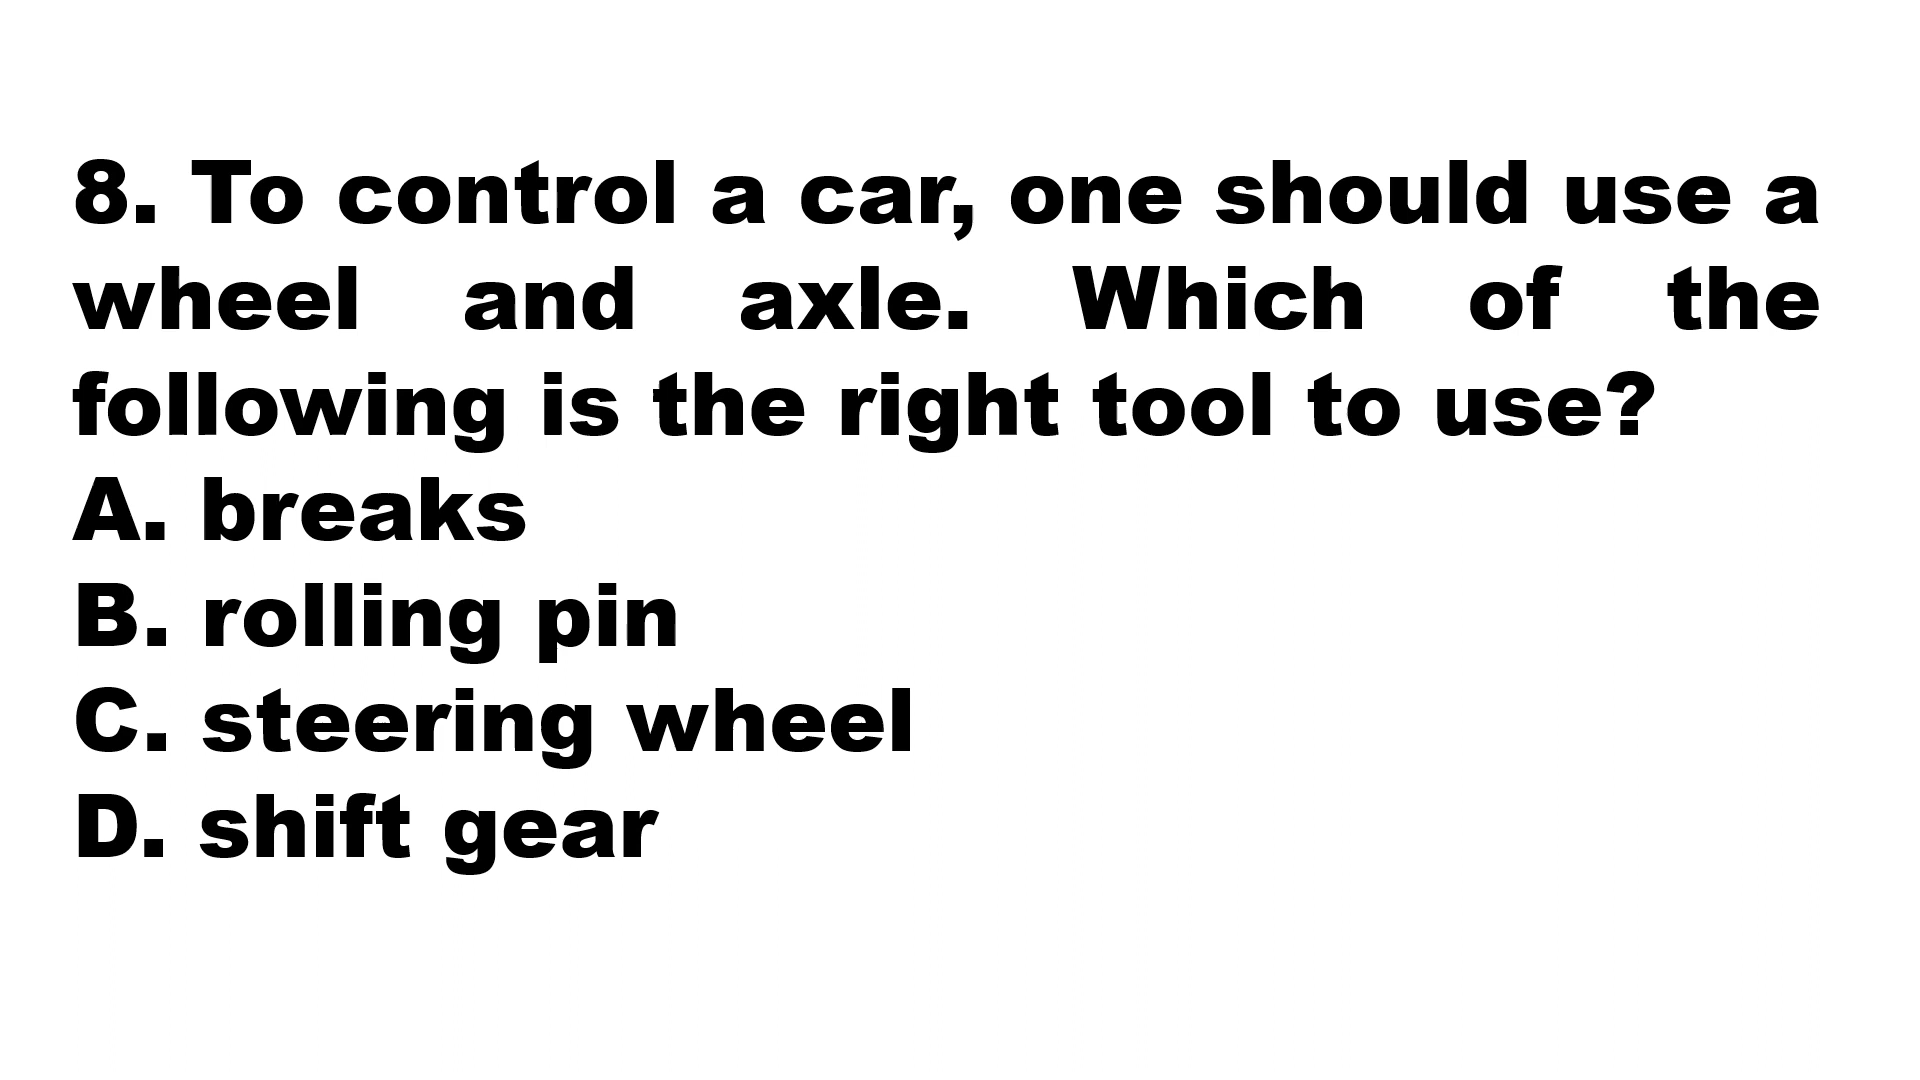 8. To control a car, one should use a
wheel and axle. Which of the
following is the right tool to use?
A. breaks
B. rolling pin
C. steering wheel
D. shift gear